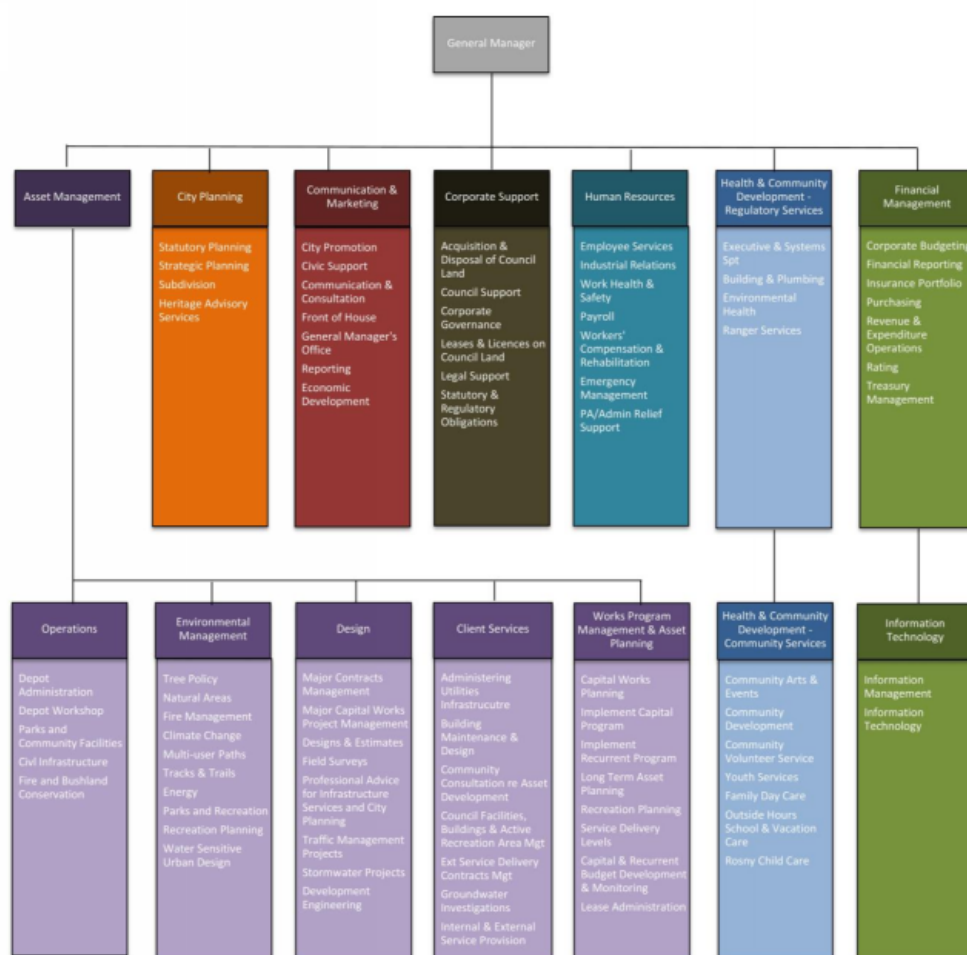 General Manager
Asset Management
City Planning
Statutory Planning
Strategic Planning
Subdivision
Heritage Advisory
Services
Communication &
Marketing
City Promotion
Civic Support
Communication &
Consultation
Front of House
General Manager's
Office
Reporting
Economic
Development
Corporate Support
Acquisition &
Disposal of Council
Land
Council Support
Corporate
Governance
Leases & Licences on
Council Land
Legal Support
Statutory &
Regulatory
Obligations
Human Resources
Employee Services
Industrial Relations
Work Health &
Safety
Payroll
Workers'
Compensation &
Rehabilitation
Emergency
Management
PA/Admin Relief
Support
Health & Community
Development -
Regulatory Services
Executive & Systems
Spt
Building & Plumbing
Environmental
Health
Ranger Services
Financial
Management
Corporate Budgeting
Financial Reporting
Insurance Portfolio
Purchasing
Revenue &
Expenditure
Operations
Rating
Treasury
Management
Operations
Depot
Administration
Depot Workshop
Parks and
Community Facilities
Civl Infrastructure
Fire and Bushland
Conservation
Environmental
Management
Tree Policy
Natural Areas
Fire Management
Climate Change
Multi-user Paths
Tracks & Trails
Energy
Parks and Recreation
Recreation Planning
Water Sensitive
Urban Design
Design
Major Contracts
Management
Major Capital Works
Project Management
Designs & Estimates
Field Surveys
Professional Advice
for Infrastructure
Services and City
Planning
Traffic Management
Projects
Stormwater Projects
Development
Engineering
Client Services
Administering
Utilities
Infrastrucutre
Building
Maintenance &
Design
Community
Consultation re Asset
Development
Council Facilities,
Buildings & Active
Recreation Area Mgt
Ext Service Delivery
Contracts Mgt
Groundwater
Investigations
Internal & External
Service Provision
Works Program
Management & Asset
Planning
Capital Works
Planning
Implement Capital
Program
Implement
Recurrent Program
Long Term Asset
Planning
Recreation Planning
Service Delivery
Levels
Capital & Recurrent
Budget Development
& Monitoring
Lease Administration
Health & Community
Development -
Community Services
Community Arts &
Events
Community
Development
Community
Volunteer Service
Youth Services
Family Day Care
Outside Hours
School & Vacation
Care
Rosny Child Care
Information
Technology
Information
Management
Information
Technology